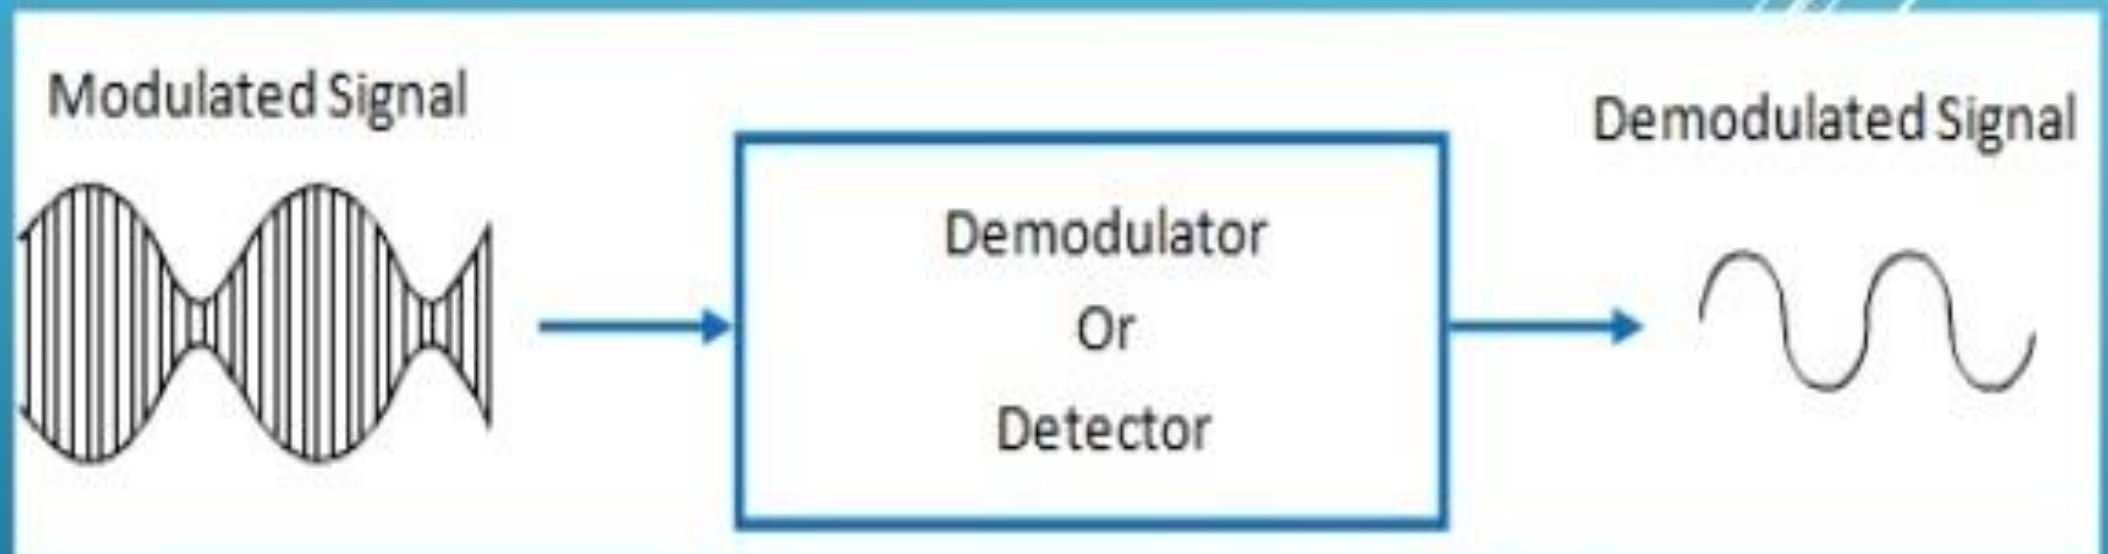 Modulated Signal
Demodulated Signal
Demodulator
Or
Detector